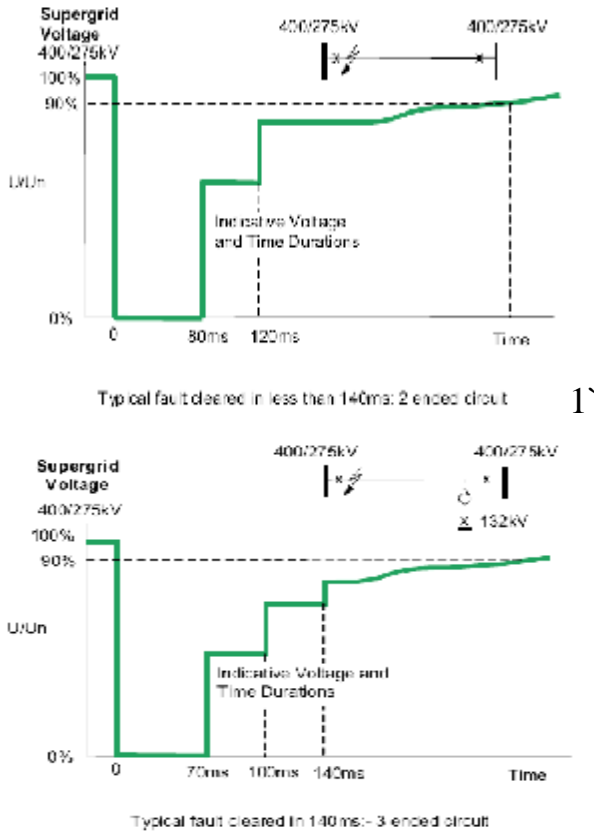 Supergrid
Voltage
400/275kV
400/275kV
400/275kV
100%
90%
U/Un
Indicative Voltage
and Time Durations
0%
0
80ms
120ms
Time
Typical fault cleared in less than 140ms: 2 ended circuit
1`
Supergrid
Voltage
400/275kV
400/275kV
400/275kV
132kV
100%
90%
U/Un
Indicative Voltage and
Time Durations
0%
0
70ms
100ms
140ms
Time
Typical fault cleared in 140ms:- 3 ended circuit